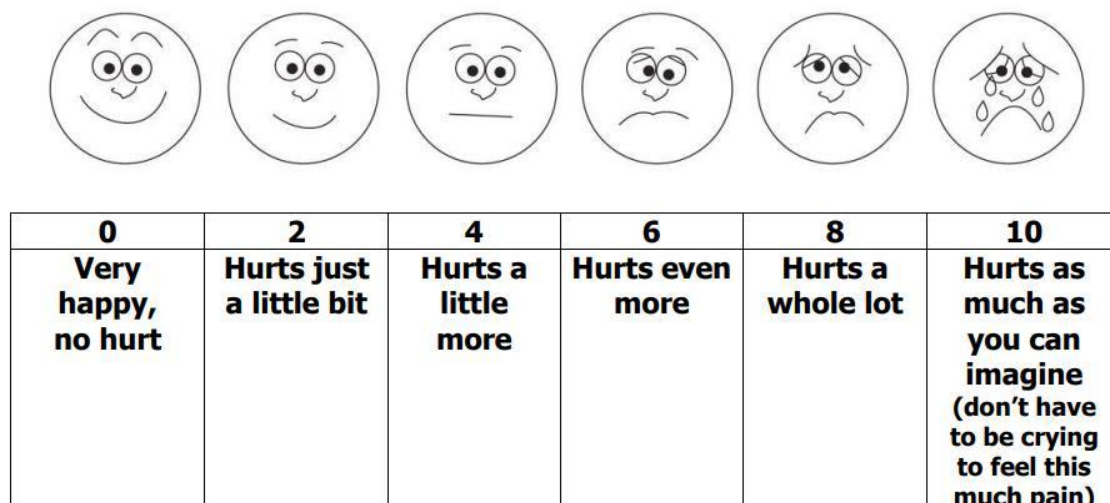 0
2
4
6
8
10
Very
happy,
no hurt
Hurts just
a little bit
Hurts a
little
more
Hurts even
more
Hurts a
whole lot
Hurts as
much as
you can
imagine
(don’t have
to be crying
to feel this
much pain)